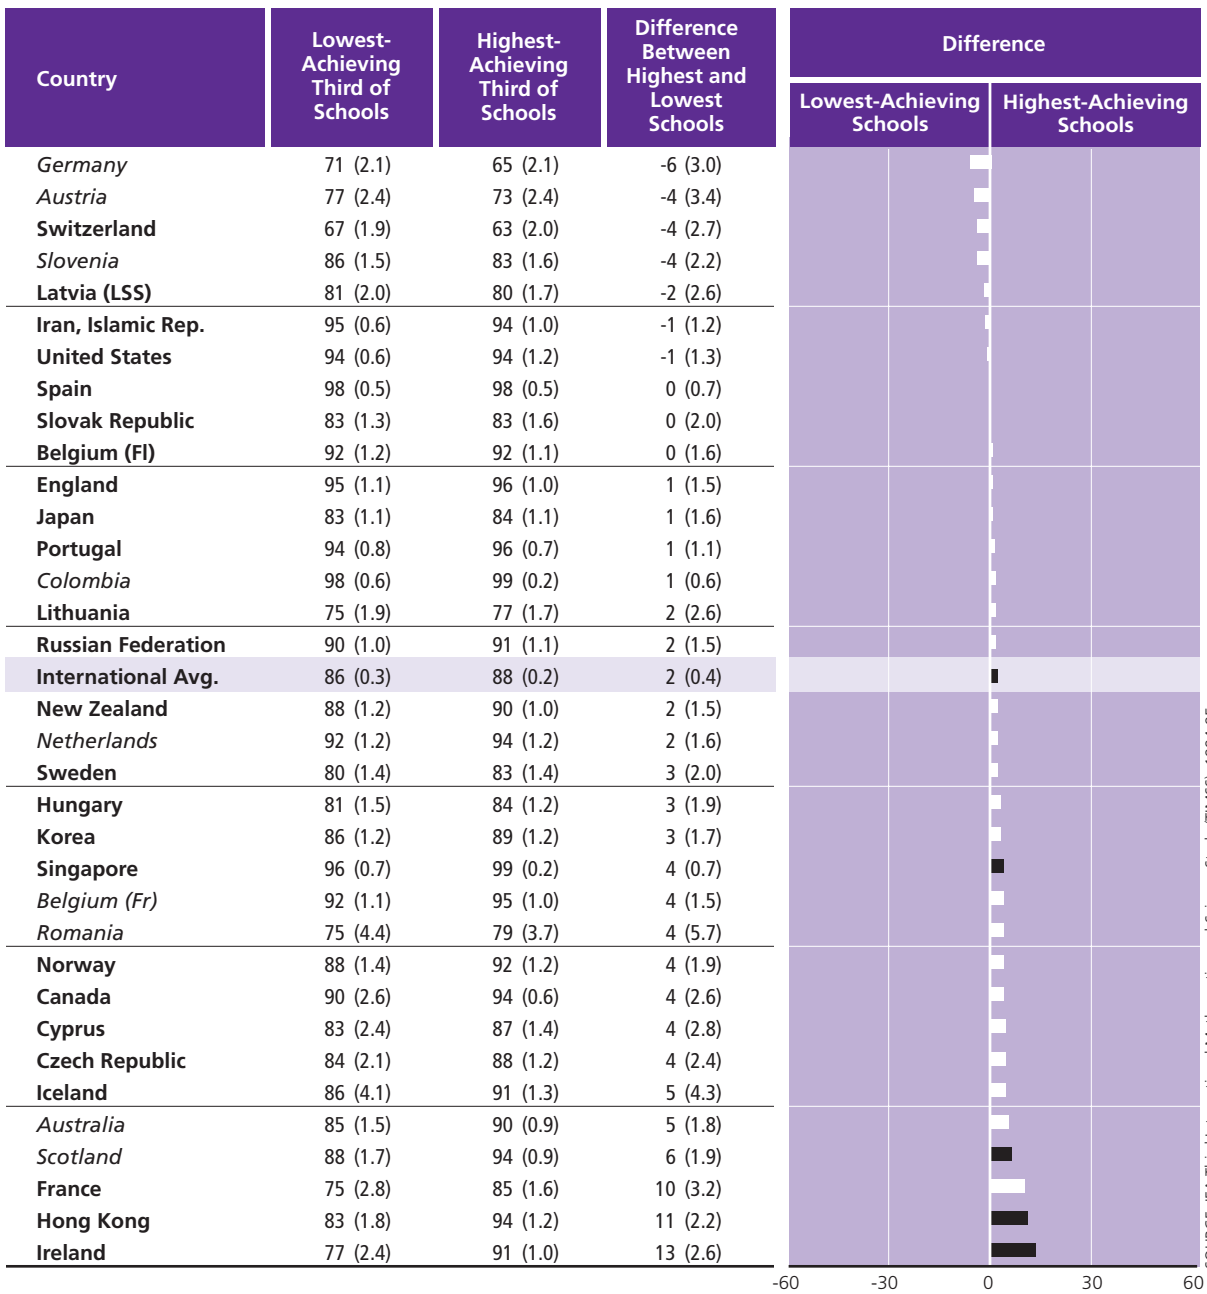 Country
Lowest-
Achieving
Third of
Schools
Highest-
Achieving
Third of
Schools
Difference
Between
Highest and
Lowest
Schools
Difference
Lowest-Achieving
Schools
Highest-Achieving
Schools
Germany 71 (2.1) 65 (2.1) -6 (3.0)
Austria 77 (2.4) 73 (2.4) -4 (3.4)
Switzerland 67 (1.9) 63 (2.0) -4 (2.7)
Slovenia 86 (1.5) 83 (1.6) -4 (2.2)
Latvia (LSS) 81 (2.0) 80 (1.7) -2 (2.6)
Iran, Islamic Rep. 95 (0.6) 94 (1.0) -1 (1.2)
United States 94 (0.6) 94 (1.2) -1 (1.3)
Spain 98 (0.5) 98 (0.5) 0 (0.7)
Slovak Republic 83 (1.3) 83 (1.6) 0 (2.0)
Belgium (Fl) 92 (1.2) 92 (1.1) 0 (1.6)
England 95 (1.1) 96 (1.0) 1 (1.5)
Japan 83 (1.1) 84 (1.1) 1 (1.6)
Portugal 94 (0.8) 96 (0.7) 1 (1.1)
Colombia 98 (0.6) 99 (0.2) 1 (0.6)
Lithuania 75 (1.9) 77 (1.7) 2 (2.6)
Russian Federation 90 (1.0) 91 (1.1) 2 (1.5)
International Avg. 86 (0.3) 88 (0.2) 2 (0.4)
New Zealand 88 (1.2) 90 (1.0) 2 (1.5)
Netherlands 92 (1.2) 94 (1.2) 2 (1.6)
Sweden 80 (1.4) 83 (1.4) 3 (2.0)
Hungary 81 (1.5) 84 (1.2) 3 (1.9)
Korea 86 (1.2) 89 (1.2) 3 (1.7)
Singapore 96 (0.7) 99 (0.2) 4 (0.7)
Belgium (Fr) 92 (1.1) 95 (1.0) 4 (1.5)
Romania 75 (4.4) 79 (3.7) 4 (5.7)
Norway 88 (1.4) 92 (1.2) 4 (1.9)
Canada 90 (2.6) 94 (0.6) 4 (2.6)
Cyprus 83 (2.4) 87 (1.4) 4 (2.8)
Czech Republic 84 (2.1) 88 (1.2) 4 (2.4)
Iceland 86 (4.1) 91 (1.3) 5 (4.3)
Australia 85 (1.5) 90 (0.9) 5 (1.8)
Scotland 88 (1.7) 94 (0.9) 6 (1.9)
France 75 (2.8) 85 (1.6) 10 (3.2)
Hong Kong 83 (1.8) 94 (1.2) 11 (2.2)
Ireland 77 (2.4) 91 (1.0) 13 (2.6)
-60 -30 0 30 60